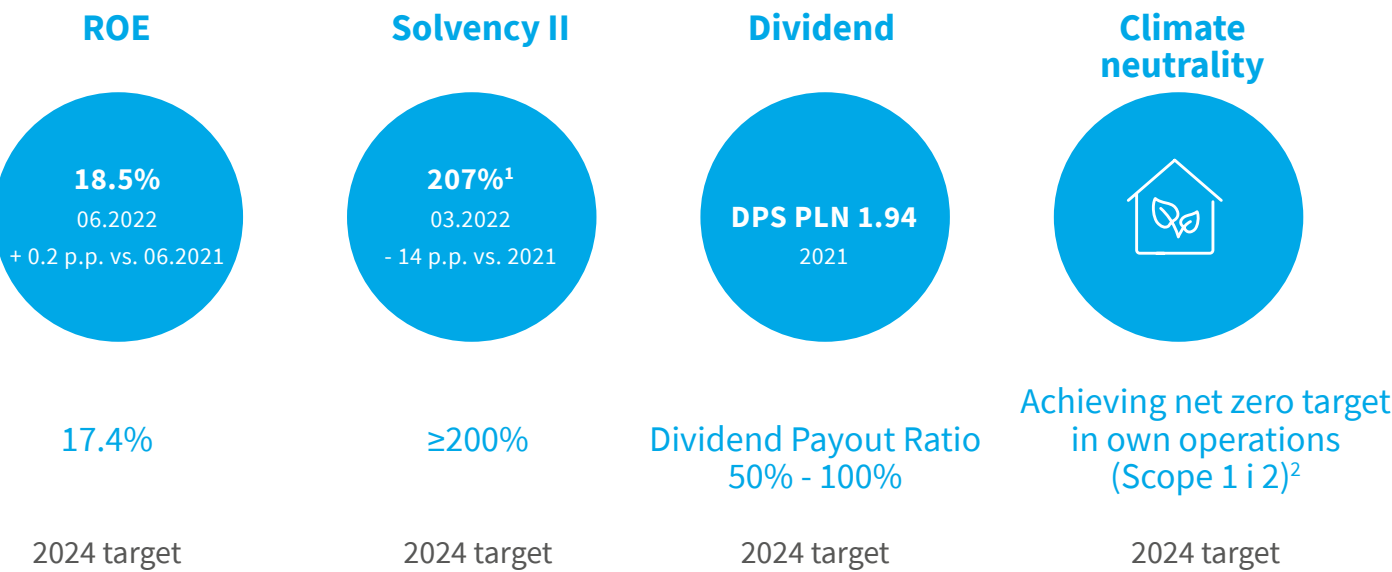 ROE
18.5%
06.2022
+ 0.2 p.p. vs. 06.2021
17.4%
2024 target
Solvency II
207%¹
03.2022
- 14 p.p. vs. 2021
≥200%
2024 target
Dividend
DPS PLN 1.94
2021
Dividend Payout Ratio
50% - 100%
2024 target
Climate
neutrality
Achieving net zero target
in own operations
(Scope 1 i 2)²
2024 target